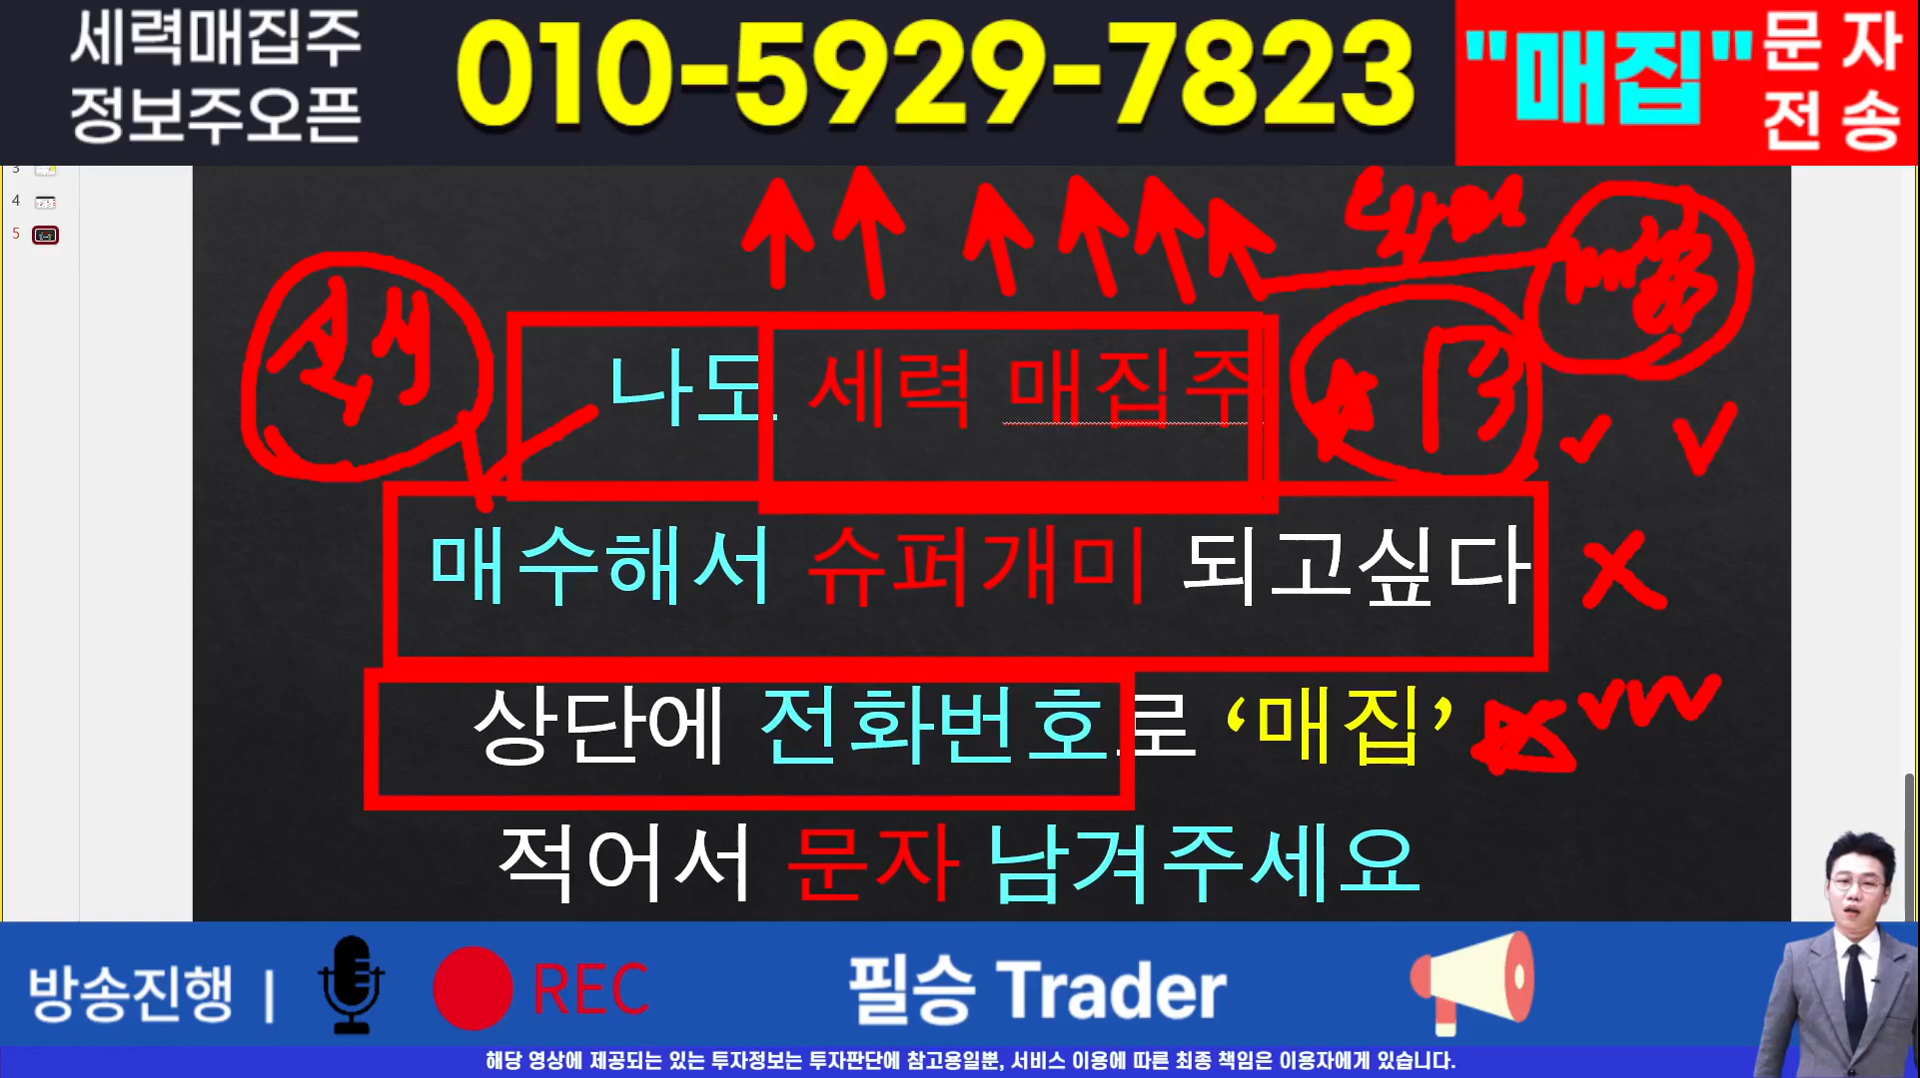 세력매집주
정보주오픈
010-5929-7823
"매집"
문자
전송
3
4
5
나도 세력 매집주
매수해서 슈퍼개미 되고싶다
상단에 전화번호로 ‘매집’
적어서 문자 남겨주세요
방송진행 |
REC
필승 Trader
해당 영상에 제공되는 있는 투자정보는 투자판단에 참고용일뿐, 서비스 이용에 따른 최종 책임은 이용자에게 있습니다.